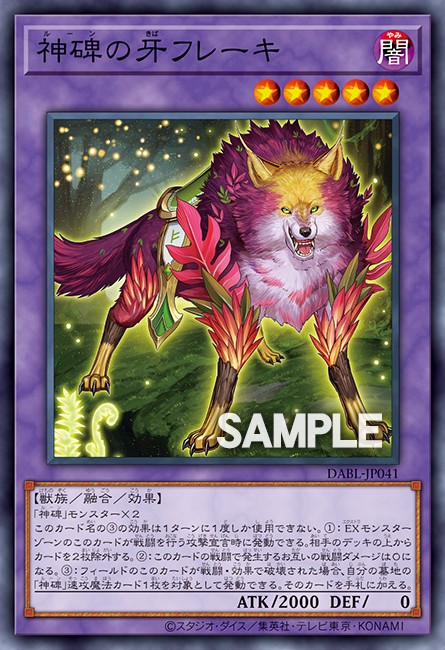 神碑の牙フレーキ
ルーン きば
闇
やみ
SAMPLE
DABL-JP041
【獣族/融合/効果】
「神碑」モンスター×2
このカード名の③の効果は1ターンに1度しか使用できない。①:EXモンスター
ゾーンのこのカードが戦闘を行う攻撃宣言時に発動できる。相手のデッキの上から
カードを2枚除外する。②:このカードの戦闘で発生するお互いの戦闘ダメージは0に
なる。③:フィールドのこのカードが戦闘・効果で破壊された場合、自分の墓地の
「神碑」速攻魔法カード1枚を対象として発動できる。そのカードを手札に加える。
ATK/2000 DEF/ 0
©スタジオ・ダイス/集英社・テレビ東京・KONAMI